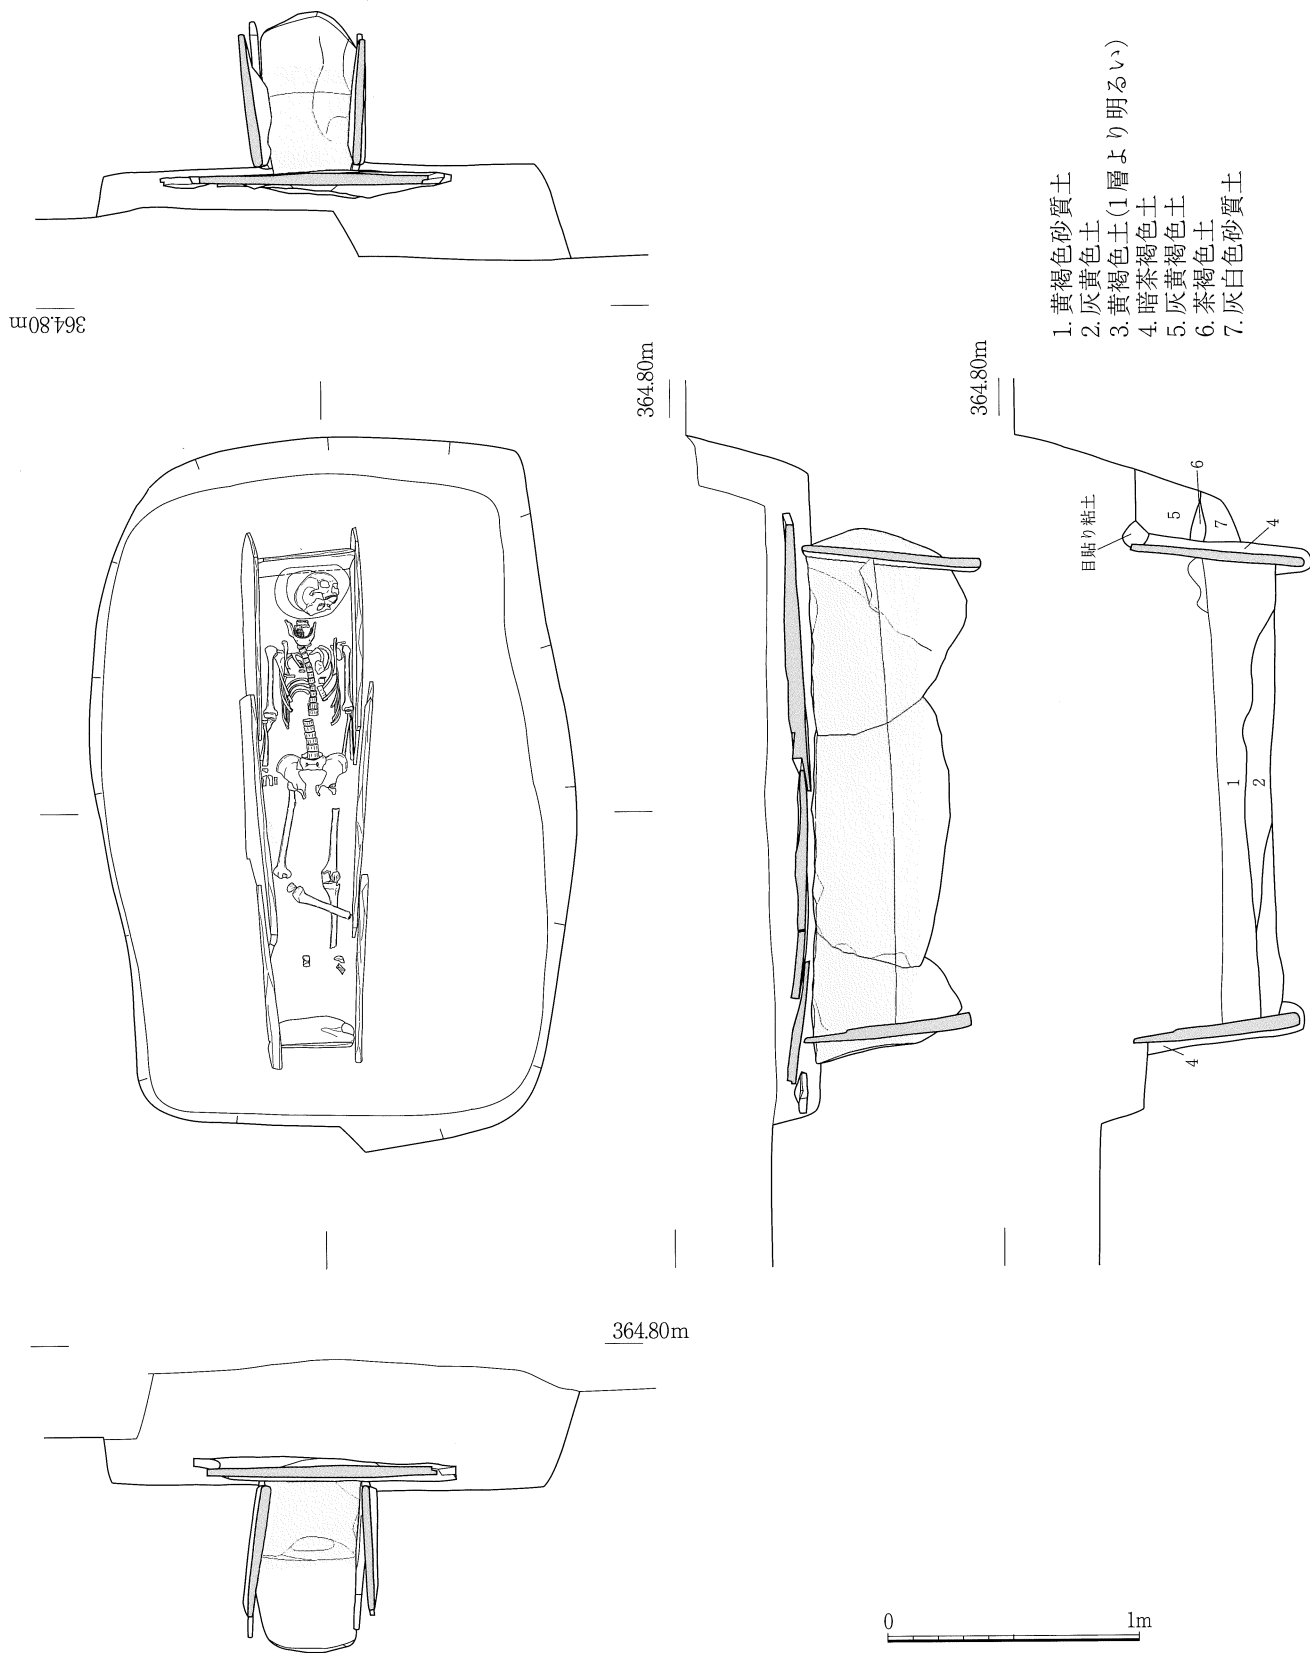 364.80m
1. 黄褐色砂質土
2. 灰黄色土
3. 黄褐色土(1層より明るい)
4. 暗茶褐色土
5. 灰黄褐色土
6. 茶褐色土
7. 灰白色砂質土
364.80m
364.80m
目貼り粘土
5
6
7
4
1
2
4
364.80m
0
1m